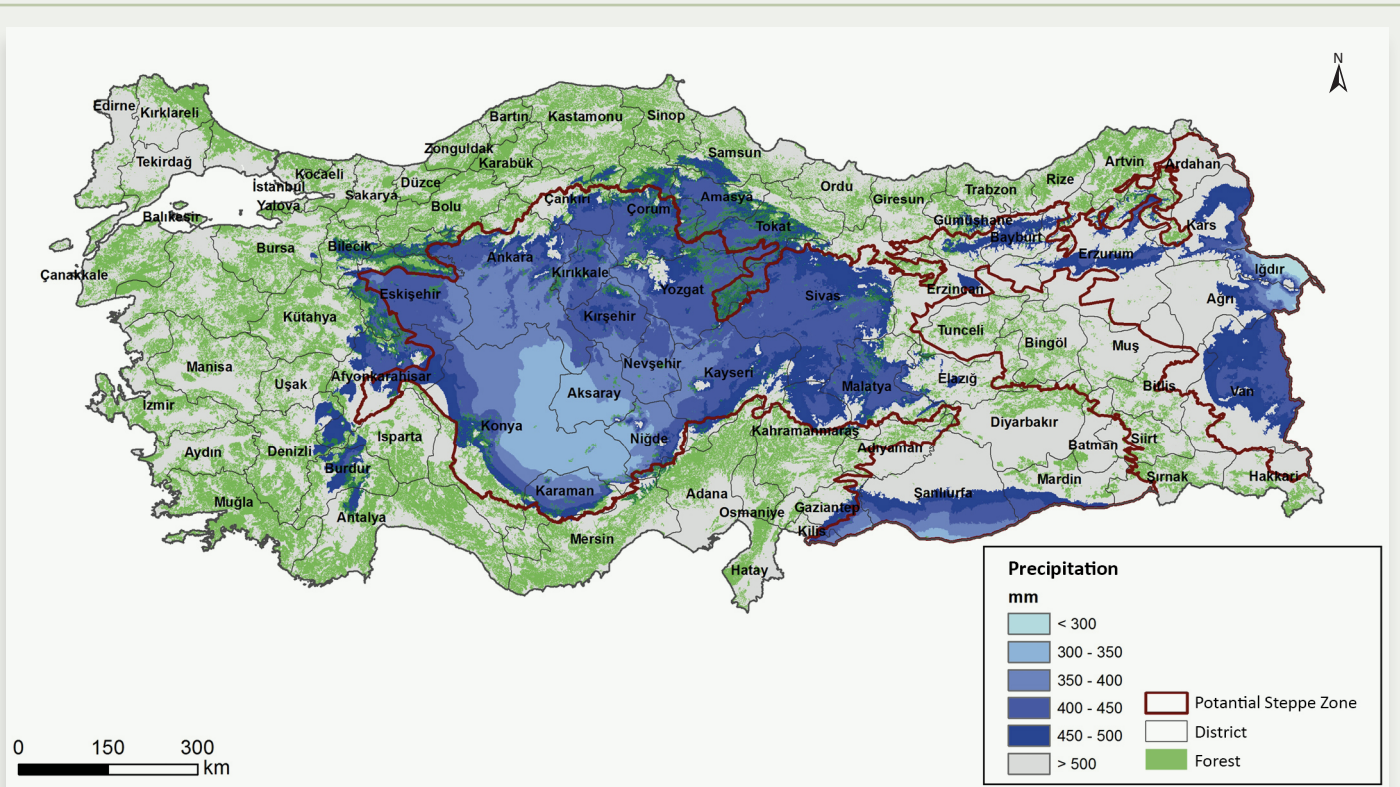 N
Edirne
Kırklareli
Tekirdağ
İstanbul
Kocaeli
Yalova
Sakarya
Düzce
Zonguldak
Bartın
Karabük
Kastamonu
Sinop
Samsun
Bolu
Çankırı
Çorum
Amasya
Tokat
Ordu
Giresun
Trabzon
Rize
Artvin
Ardahan
Gümüşhane
Bayburt
Kars
Erzurum
Iğdır
Ağrı
Balıkesir
Çanakkale
Bursa
Bilecik
Eskişehir
Ankara
Kırıkkale
Yozgat
Sivas
Erzincan
Kütahya
Kırşehir
Tunceli
Bingöl
Muş
Manisa
Uşak
Afyonkarahisar
Nevşehir
Kayseri
Malatya
Elazığ
Bitlis
Van
İzmir
Aksaray
Aydın
Denizli
Isparta
Konya
Niğde
Kahramanmaraş
Adıyaman
Diyarbakır
Batman
Siirt
Burdur
Muğla
Antalya
Karaman
Adana
Osmaniye
Gaziantep
Şanlıurfa
Mardin
Şırnak
Hakkari
Kilis
Mersin
Hatay
Precipitation
mm
< 300
300 - 350
350 - 400
400 - 450
450 - 500
> 500
Potantial Steppe Zone
District
Forest
0 150 300
km